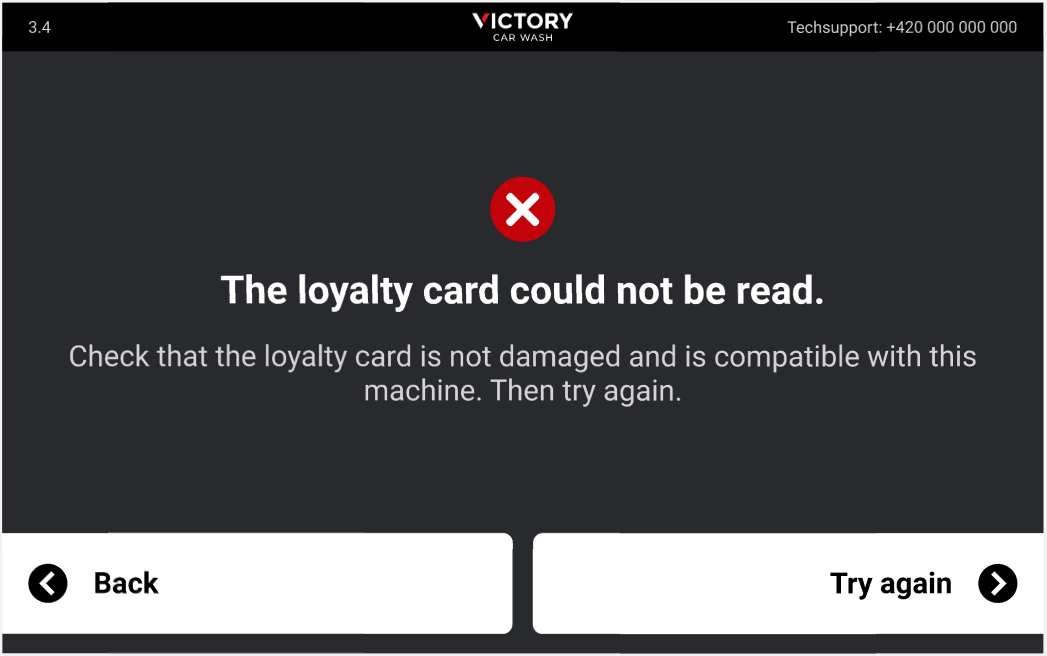 3.4
VICTORY
CAR WASH
Techsupport: +420 000 000 000
The loyalty card could not be read.
Check that the loyalty card is not damaged and is compatible with this
machine. Then try again.
Back
Try again